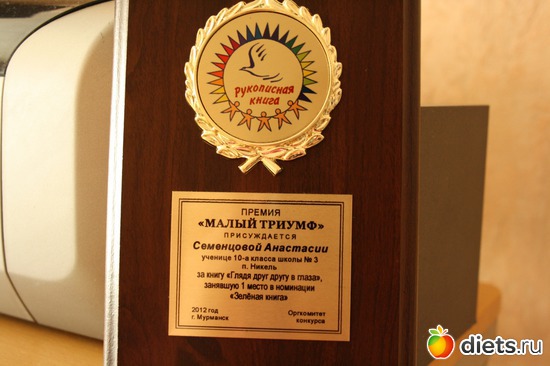 Рукописная
книга
ПРЕМИЯ
«МАЛЫЙ ТРИУМФ»
ПРИСУЖДАЕТСЯ
Семенцовой Анастасии
ученице 10-а класса школы № 3
п. Никель
за книгу «Глядя друг другу в глаза»,
занявшую 1 место в номинации
«Зелёная книга»
2012 год
г. Мурманск
Оргкомитет
конкурса
diets.ru